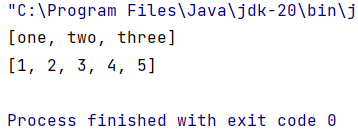 "C:\Program Files\Java\jdk-20\bin\j
[one, two, three]
[1, 2, 3, 4, 5]
Process finished with exit code 0